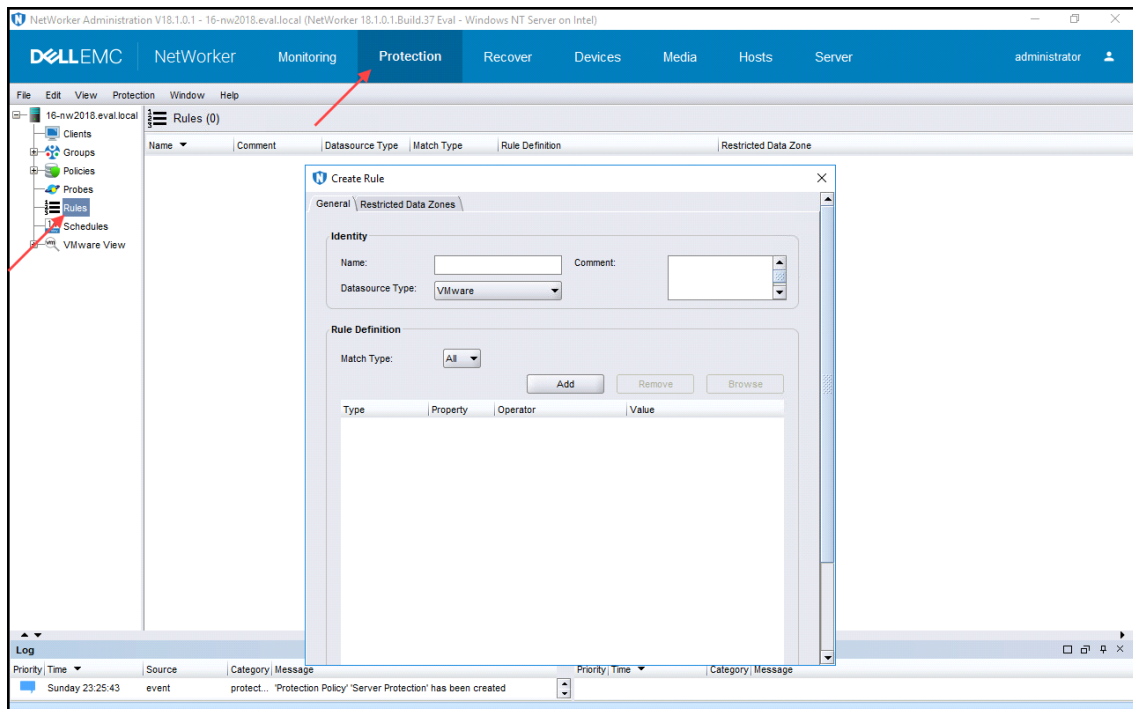 NetWorker Administration V18.1.0.1 - 16-nw2018.eval.local (NetWorker 18.1.0.1.Build.37 Eval - Windows NT Server on Intel)
DELLEMC NetWorker Monitoring Protection Recover Devices Media Hosts Server administrator
File Edit View Protection Window Help
16-nw2018.eval.local
Clients
Groups
Policies
Probes
Rules
Schedules
VMware View
Rules (0)
Name Comment Datasource Type Match Type Rule Definition Restricted Data Zone
Create Rule
General Restricted Data Zones
Identity
Name: Comment:
Datasource Type: VMware
Rule Definition
Match Type: All
Add Remove Browse
Type Property Operator Value
Log
Priority Time Source Category Message Priority Time Category Message
Sunday 23:25:43 event protect... 'Protection Policy' 'Server Protection' has been created